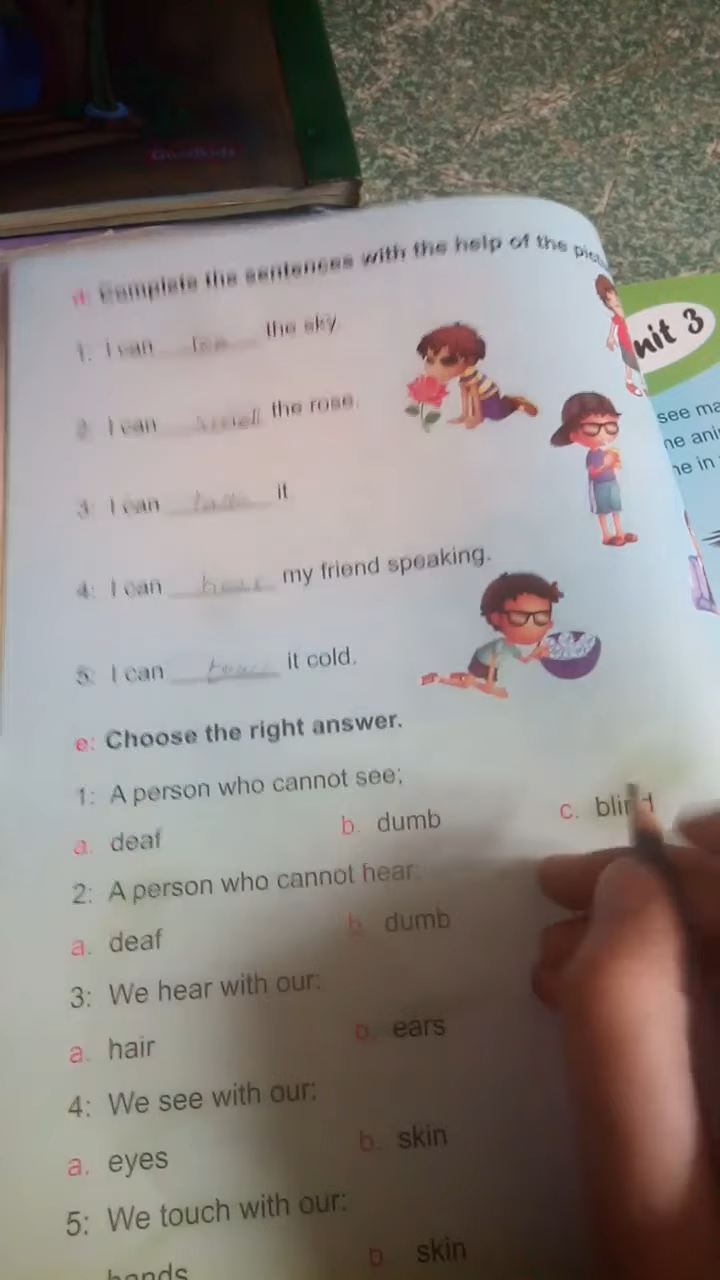 d: Complete the sentences with the help of the
1: I can see the sky.
2: I can smell the rose.
3: I can it
4: I can hear my friend speaking.
5: I can it cold.
e: Choose the right answer.
1: A person who cannot see;
a. deaf b. dumb c. blind
2: A person who cannot hear:
a. deaf b. dumb
3: We hear with our:
a. hair b. ears
4: We see with our:
a. eyes b. skin
5: We touch with our:
hands b skin
nit 3
see ma
ne ani
ne in